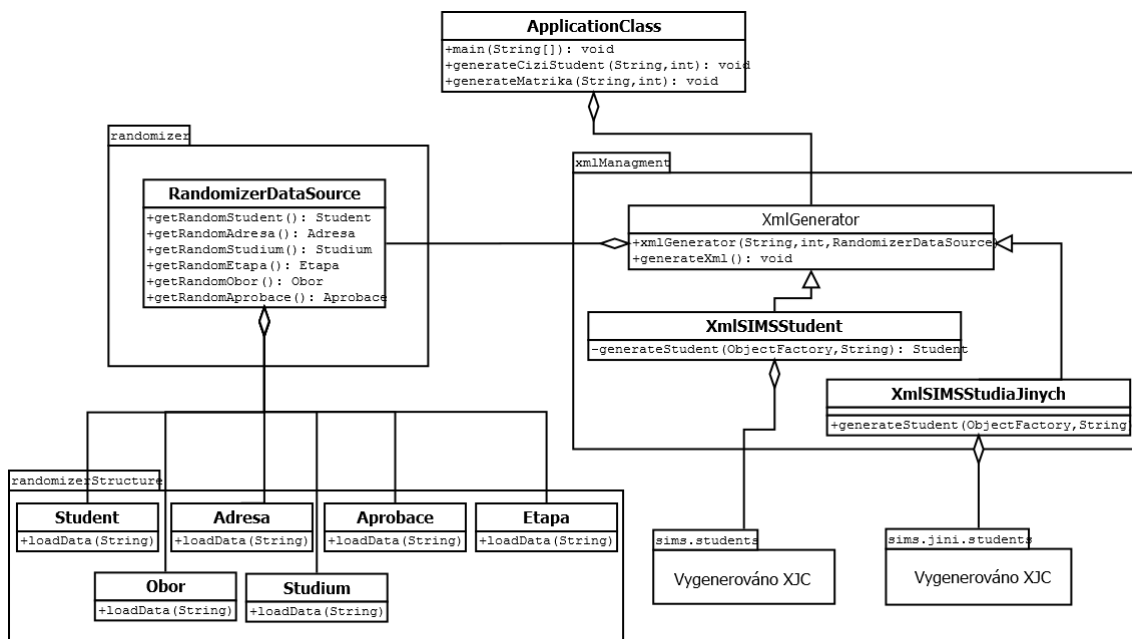 ApplicationClass
+main(String[]): void
+generateCiziStudent(String,int): void
+generateMatrika(String,int): void
randomizer
RandomizerDataSource
+getRandomStudent(): Student
+getRandomAdresa(): Adresa
+getRandomStudium(): Studium
+getRandomEtapa(): Etapa
+getRandomObor(): Obor
+getRandomAprobace(): Aprobace
xmlManagment
XmlGenerator
+xmlGenerator(String,int,RandomizerDataSource)
+generateXml(): void
XmlSIMSStudent
-generateStudent(ObjectFactory,String): Student
XmlSIMSStudiaJinych
+generateStudent(ObjectFactory,String)
randomizerStructure
Student
+loadData(String)
Adresa
+loadData(String)
Aprobace
+loadData(String)
Etapa
+loadData(String)
Obor
+loadData(String)
Studium
+loadData(String)
sims.students
Vygenerováno XJC
sims.jini.students
Vygenerováno XJC